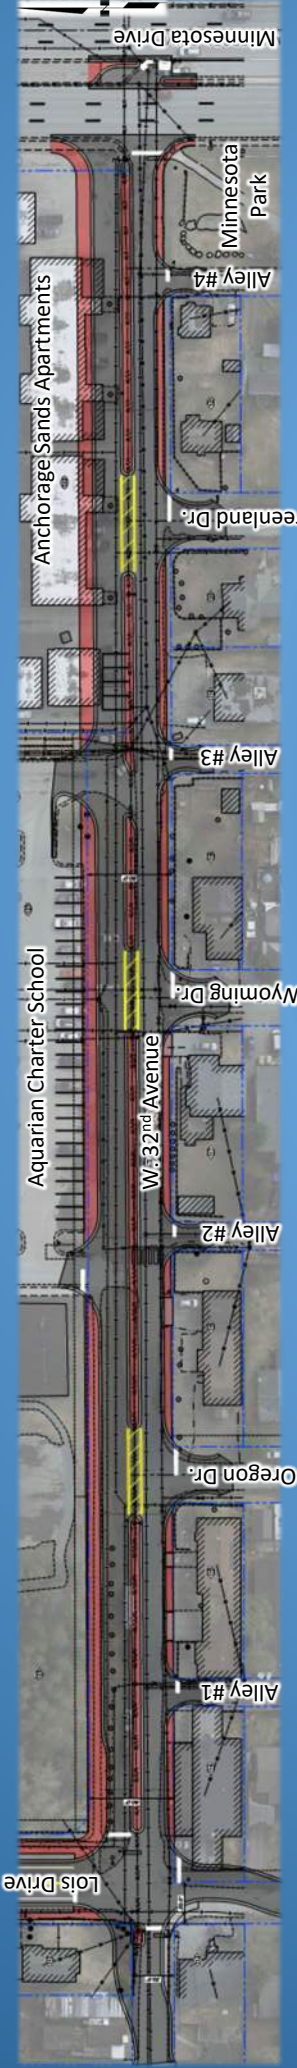 Minnesota Drive
Minnesota
Park
Alley #4
Anchorage Sands Apartments
eenland Dr.
Alley #3
Aquarian Charter School
Wyoming Dr.
W. 32nd Avenue
Alley #2
Oregon Dr.
Alley #1
Lois Drive